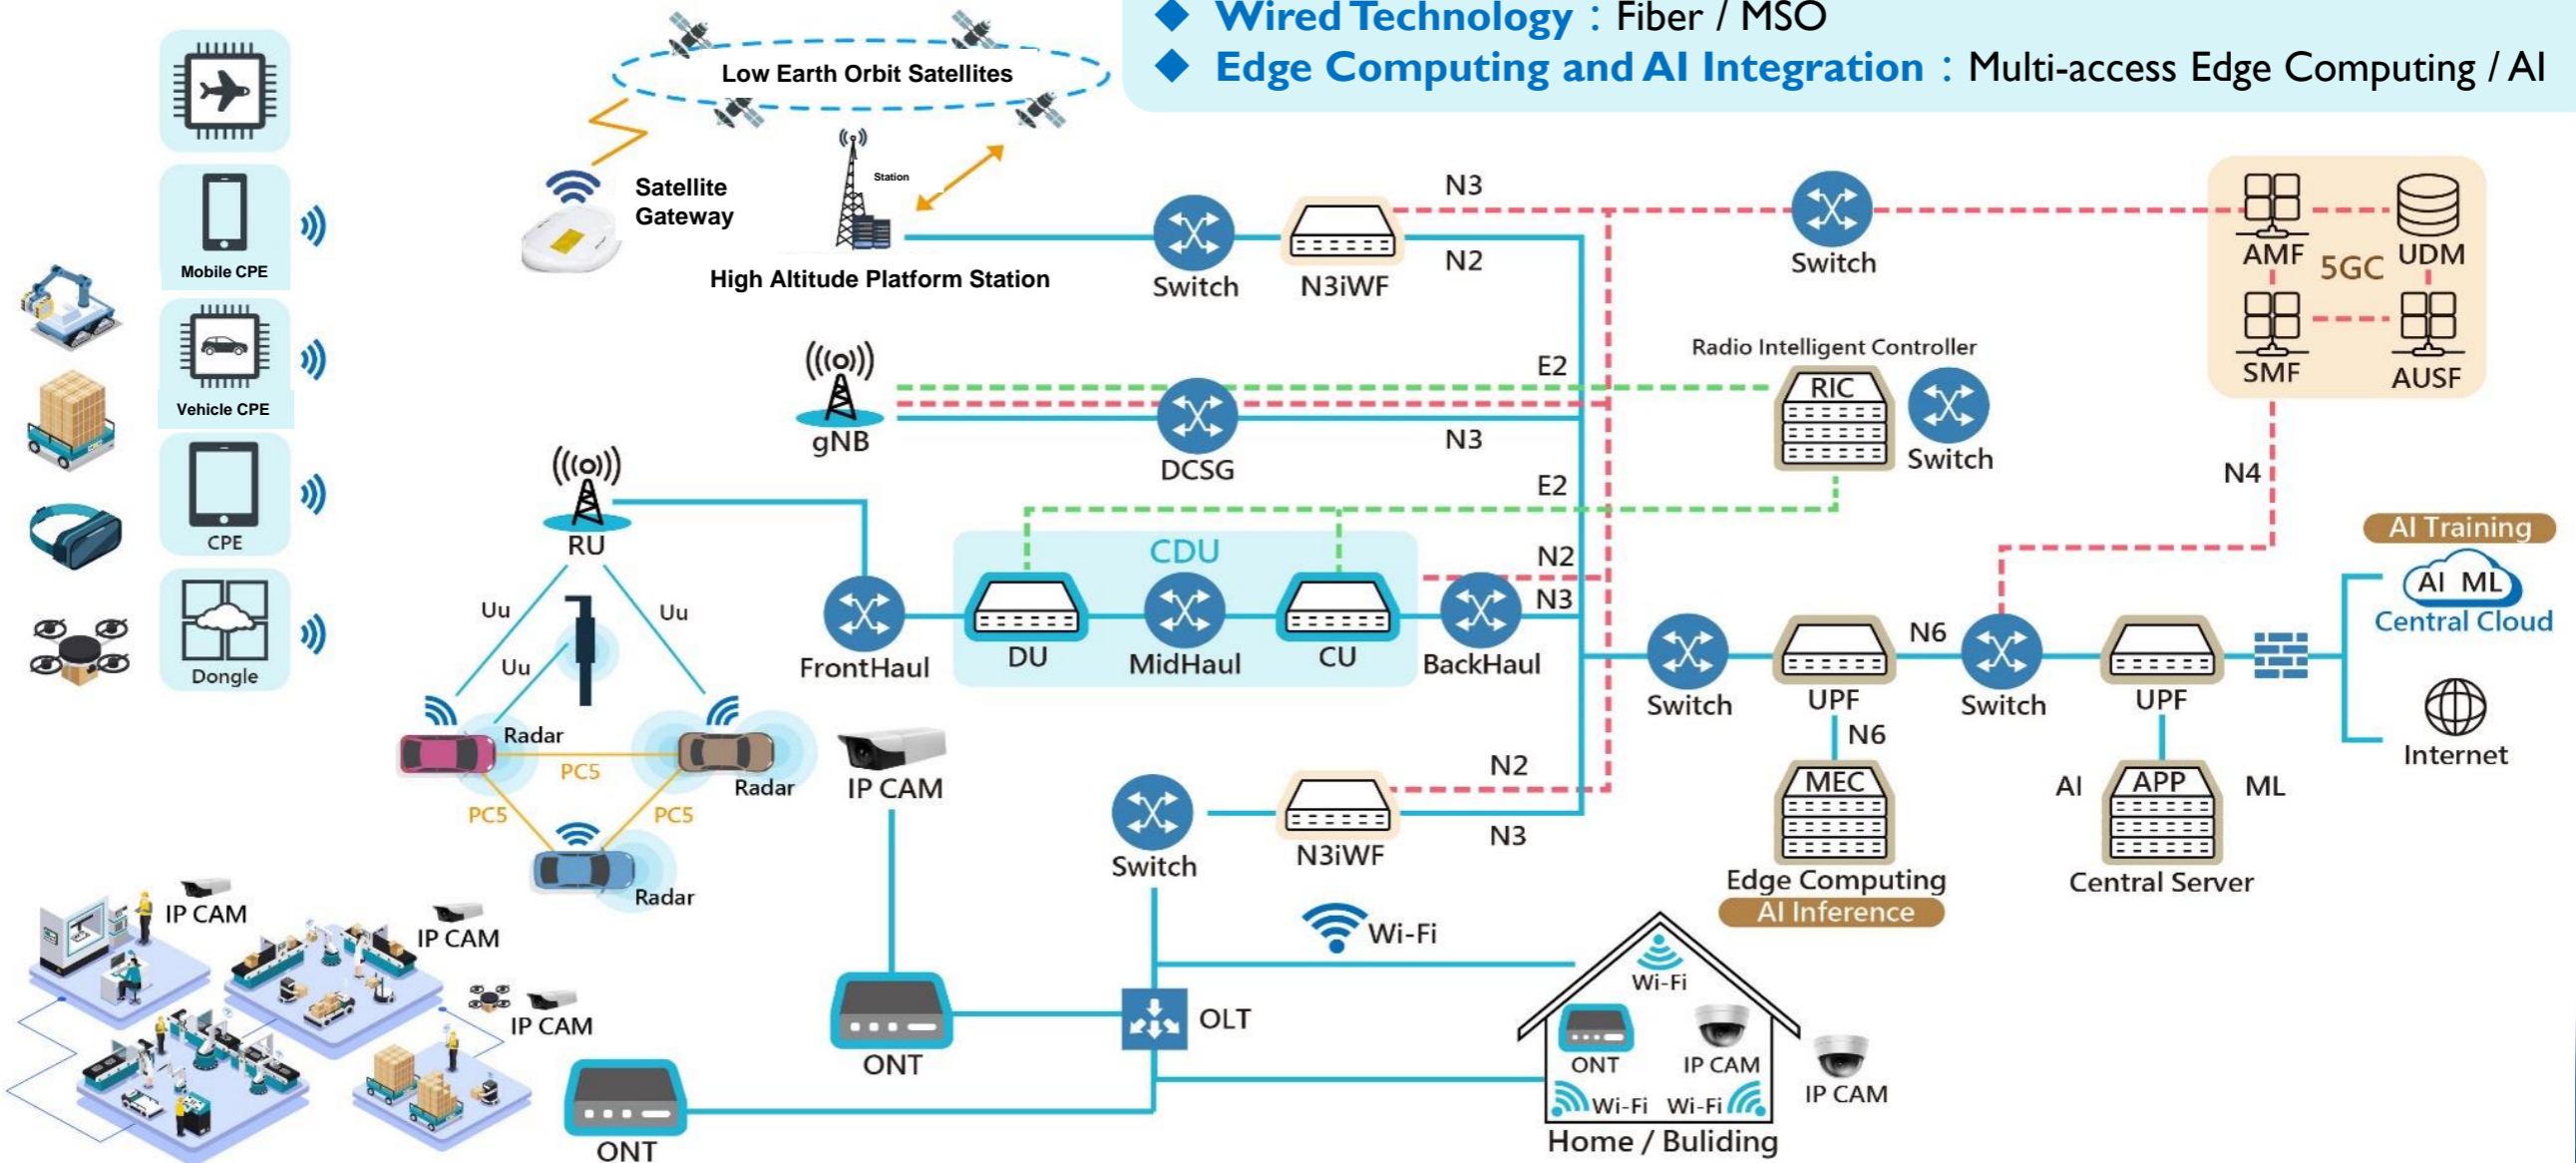 ◆ Wired Technology：Fiber / MSO
◆ Edge Computing and AI Integration：Multi-access Edge Computing / AI
Low Earth Orbit Satellites
Satellite
Gateway
Station
High Altitude Platform Station
Mobile CPE
Vehicle CPE
CPE
Dongle
Switch
N3iWF
N3
N2
Switch
AMF
UDM
5GC
SMF
AUSF
gNB
DCSG
E2
N3
Radio Intelligent Controller
RIC
Switch
E2
N4
RU
Uu
Uu
Uu
FrontHaul
CDU
DU
MidHaul
CU
BackHaul
N2
N3
Switch
UPF
N6
Switch
UPF
AI Training
AI ML
Central Cloud
Internet
N6
MEC
Edge Computing
AI Inference
AI
APP
ML
Central Server
Radar
PC5
Radar
PC5
PC5
Radar
IP CAM
Switch
N3iWF
N2
N3
IP CAM
IP CAM
IP CAM
Wi-Fi
OLT
ONT
ONT
Wi-Fi
ONT
IP CAM
Wi-Fi
Wi-Fi
IP CAM
Home / Buliding